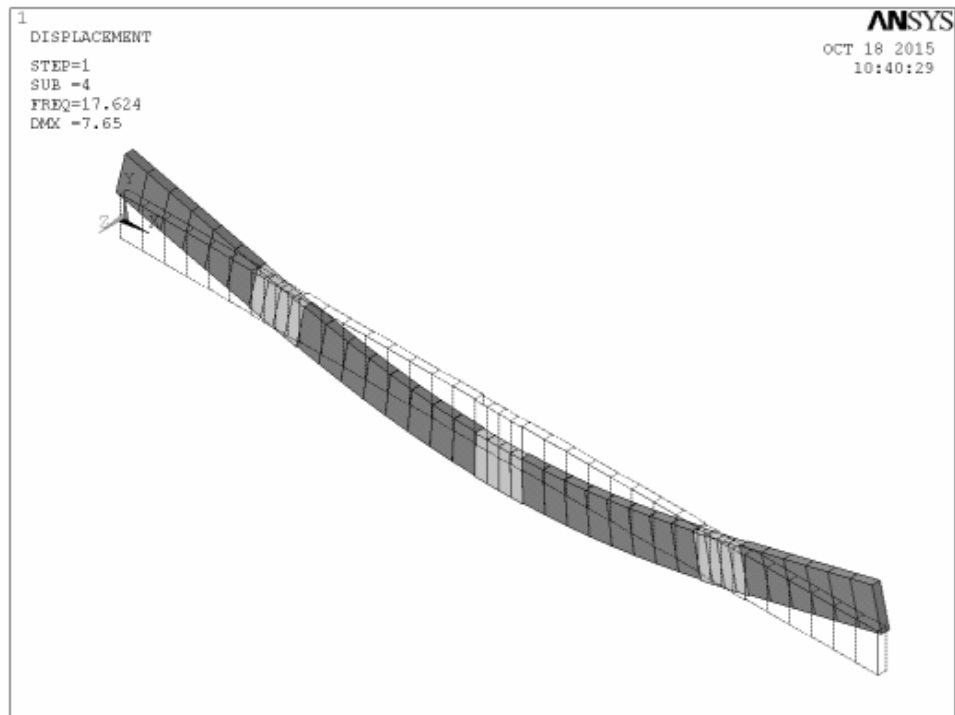 1
ANSYS
DISPLACEMENT
STEP=1
SUB =4
FREQ=17.624
DMX =7.65
OCT 18 2015
10:40:29
Y
Z
X